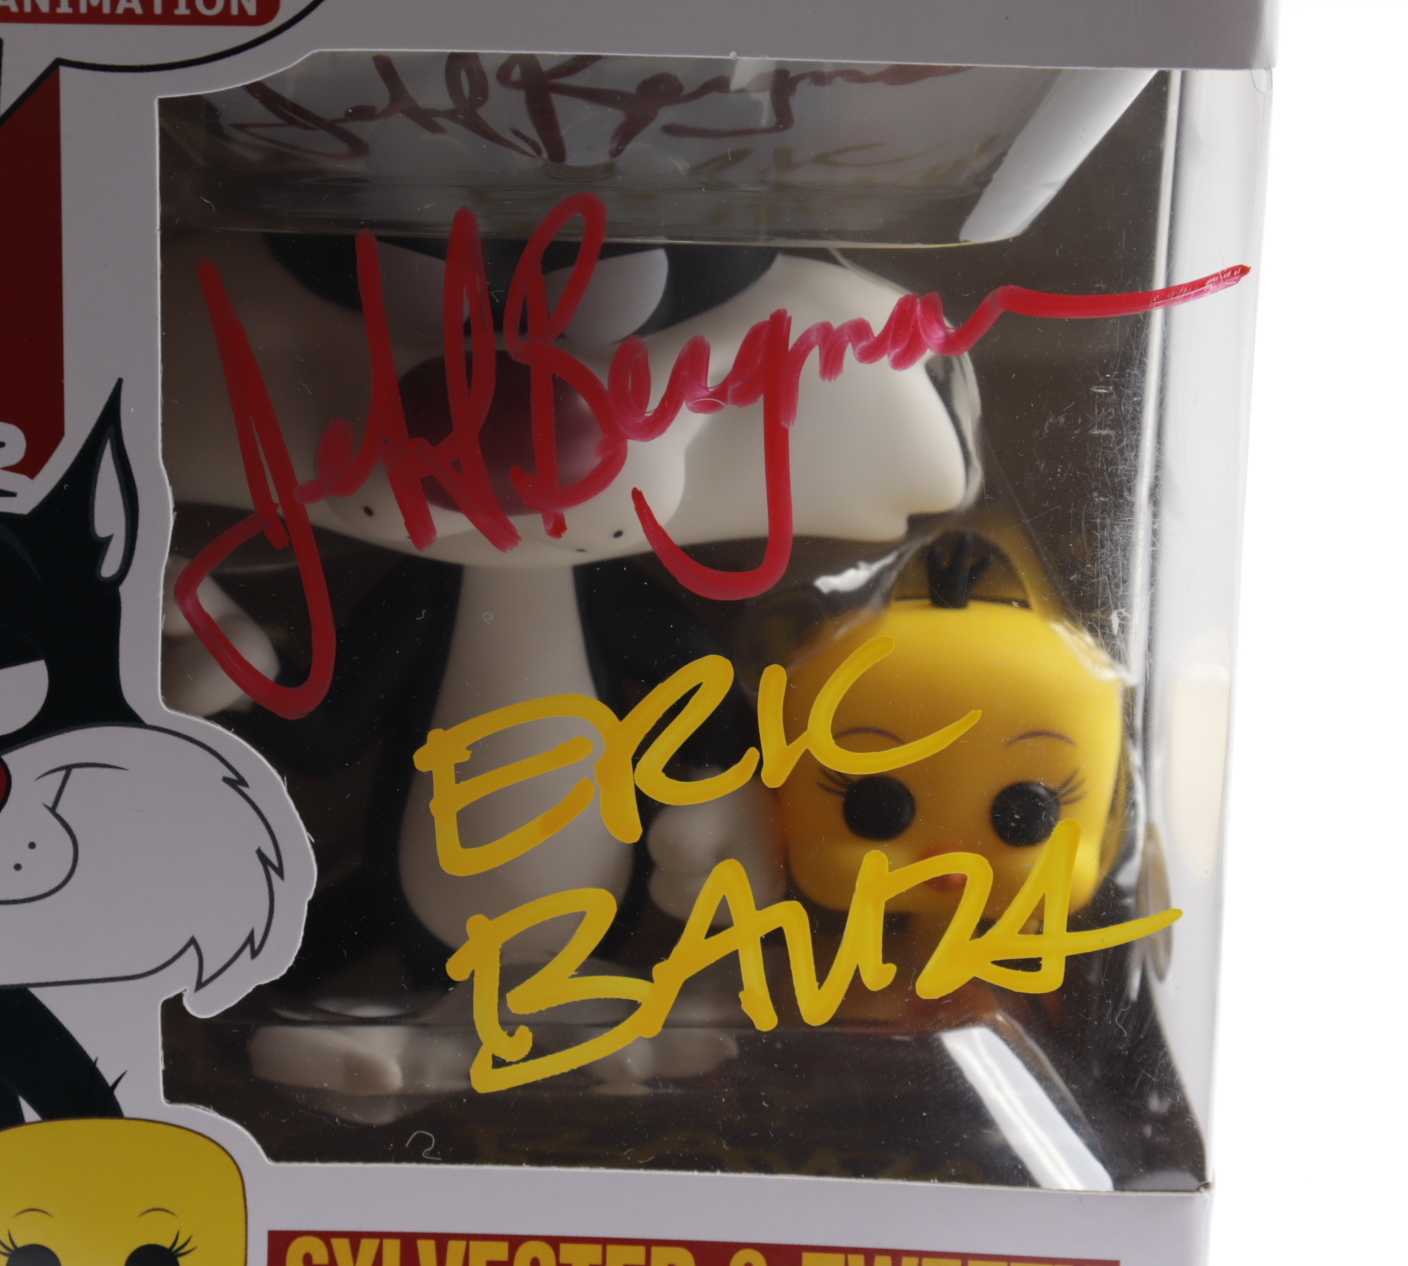 ANIMATION
Jeff Bergman
ERIC
BAUZA
SYLVESTER & TWEETY